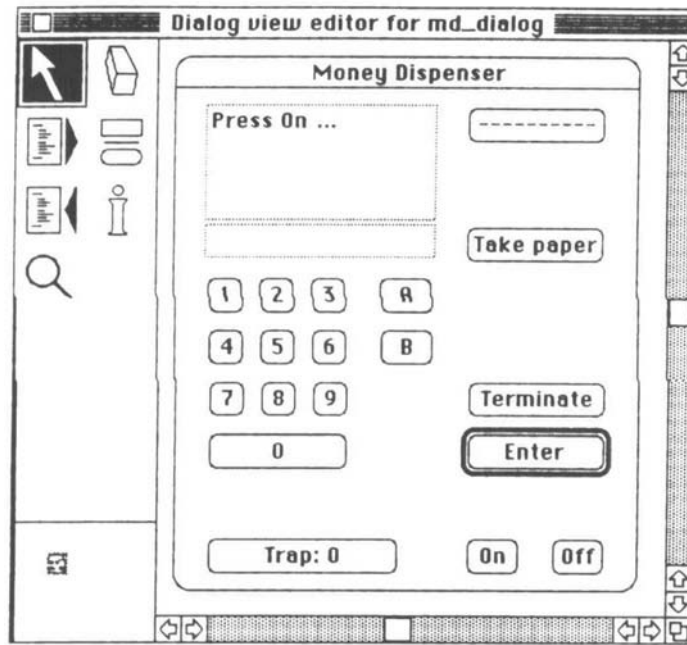 Dialog view editor for md_dialog
Money Dispenser
Press On ...
----------
Take paper
1 2 3 A
4 5 6 B
7 8 9 Terminate
0 Enter
Trap: 0 On Off